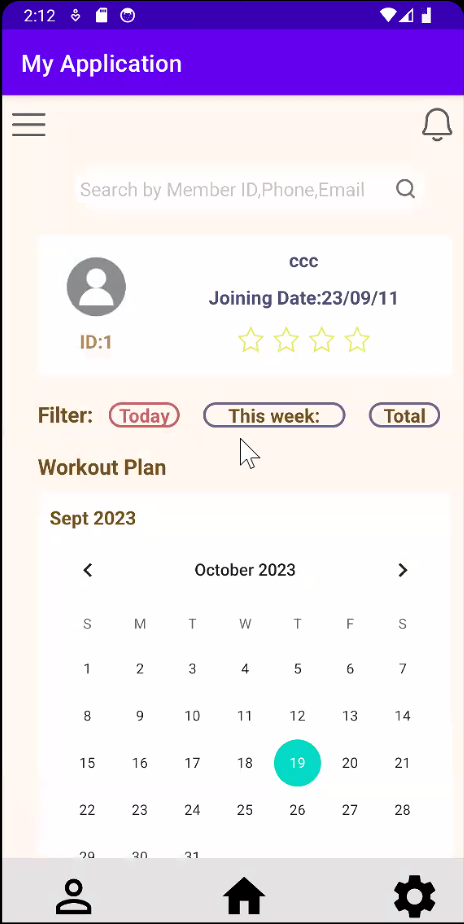 2:12
My Application
Search by Member ID,Phone,Email
ccc
Joining Date:23/09/11
ID:1
Filter: Today This week: Total
Workout Plan
Sept 2023
October 2023
S M T W T F S
1 2 3 4 5 6 7
8 9 10 11 12 13 14
15 16 17 18 19 20 21
22 23 24 25 26 27 28
29 30 31